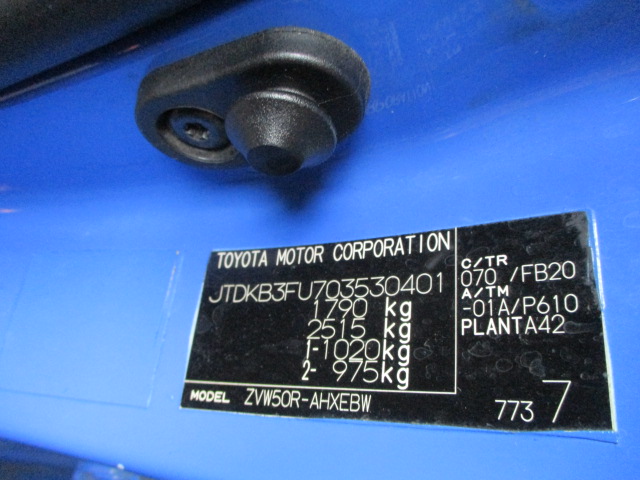 TOYOTA MOTOR CORPORATION
JTDKB3FU703530401
1790 kg
2515 kg
1-1020kg
2- 975kg
MODEL ZVW50R-AHXEBW
C/TR
070 /FB20
A/TM
-01A/P610
PLANTA42
773 7